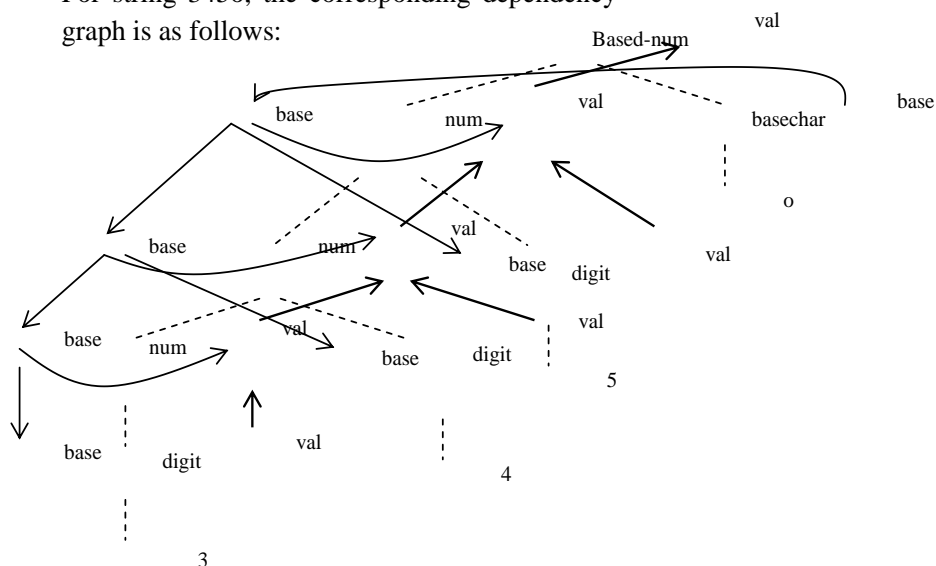 For string 345o, the corresponding dependency
graph is as follows:
val
Based-num
base num val basechar base
o
base num val base digit val
base num val base digit val
5
base digit val
4
3